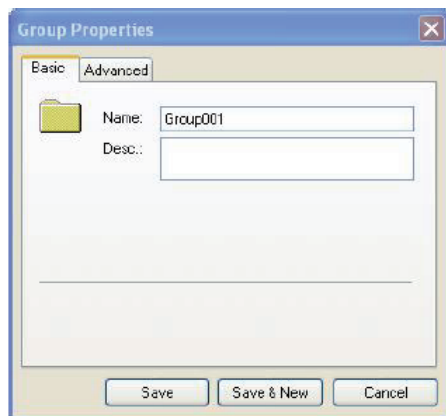 Group Properties
Basic Advanced
Name: Group001
Desc.:
Save Save & New Cancel